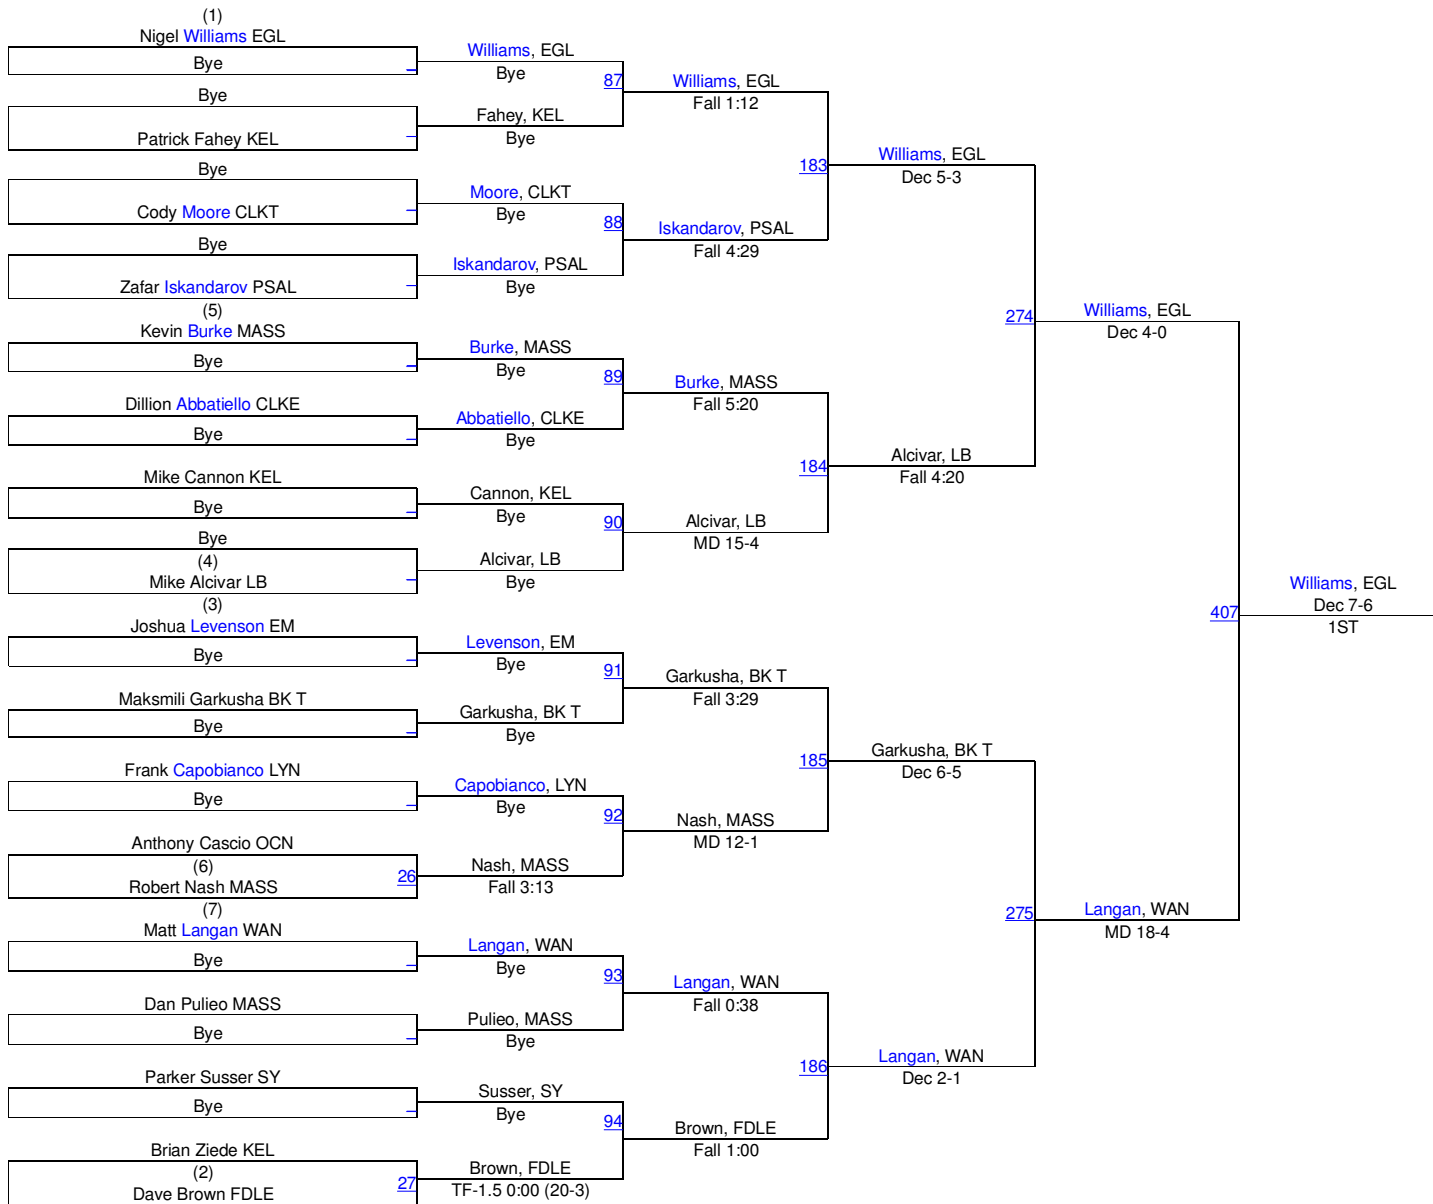 (1)
Nigel Williams EGL
Bye
Bye
Patrick Fahey KEL
Bye
Cody Moore CLKT
Bye
Zafar Iskandarov PSAL
(5)
Kevin Burke MASS
Bye
Dillion Abbatiello CLKE
Bye
Mike Cannon KEL
Bye
Bye
(4)
Mike Alcivar LB
(3)
Joshua Levenson EM
Bye
Maksmili Garkusha BK T
Bye
Frank Capobianco LYN
Bye
Anthony Cascio OCN
(6)
Robert Nash MASS
26
(7)
Matt Langan WAN
Bye
Dan Pulieo MASS
Bye
Parker Susser SY
Bye
Brian Ziede KEL
(2)
Dave Brown FDLE
27
Williams, EGL
Bye
87
Fahey, KEL
Bye
Moore, CLKT
Bye
88
Iskandarov, PSAL
Bye
Burke, MASS
Bye
89
Abbatiello, CLKE
Bye
Cannon, KEL
Bye
90
Alcivar, LB
Bye
Levenson, EM
Bye
91
Garkusha, BK T
Bye
Capobianco, LYN
Bye
92
Nash, MASS
Fall 3:13
Langan, WAN
Bye
93
Pulieo, MASS
Bye
Susser, SY
Bye
94
Brown, FDLE
TF-1.5 0:00 (20-3)
Williams, EGL
Fall 1:12
183
Iskandarov, PSAL
Fall 4:29
Burke, MASS
Fall 5:20
184
Alcivar, LB
MD 15-4
Garkusha, BK T
Fall 3:29
185
Nash, MASS
MD 12-1
Langan, WAN
Fall 0:38
186
Brown, FDLE
Fall 1:00
Williams, EGL
Dec 5-3
274
Alcivar, LB
Fall 4:20
Garkusha, BK T
Dec 6-5
275
Langan, WAN
Dec 2-1
Williams, EGL
Dec 4-0
407
Langan, WAN
MD 18-4
Williams, EGL
Dec 7-6
1ST